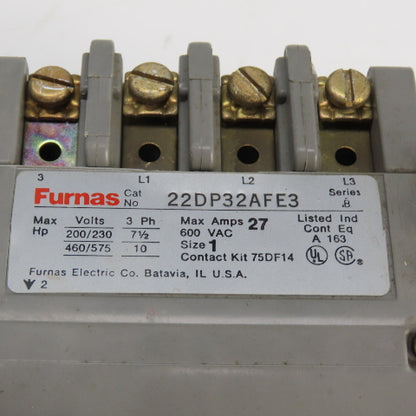 3 L1 L2 L3
Furnas Cat No 22DP32AFE3 Series B
Max Hp Volts 3 Ph Max Amps 27 Listed Ind
200/230 7½ 600 VAC Cont Eq
460/575 10 Size 1 A 163
Contact Kit 75DF14 UL SA
Furnas Electric Co. Batavia, IL U.S.A.
2